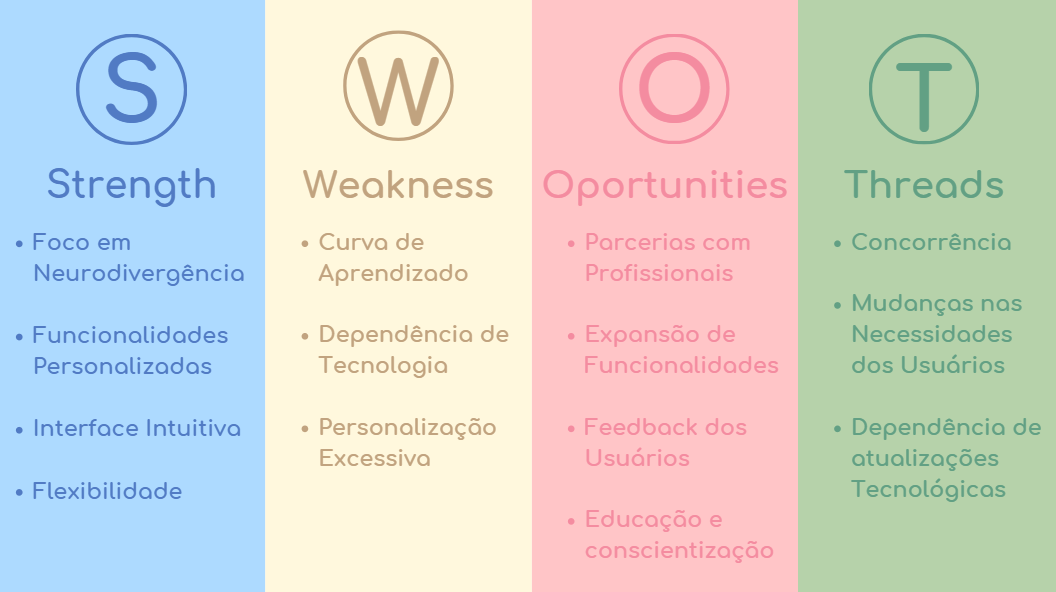 S
Strength
• Foco em
Neurodivergência
• Funcionalidades
Personalizadas
• Interface Intuitiva
• Flexibilidade
W
Weakness
• Curva de
Aprendizado
• Dependência de
Tecnologia
• Personalização
Excessiva
O
Oportunities
• Parcerias com
Profissionais
• Expansão de
Funcionalidades
• Feedback dos
Usuários
• Educação e
conscientização
T
Threads
• Concorrência
• Mudanças nas
Necessidades
dos Usuários
• Dependência de
atualizações
Tecnológicas